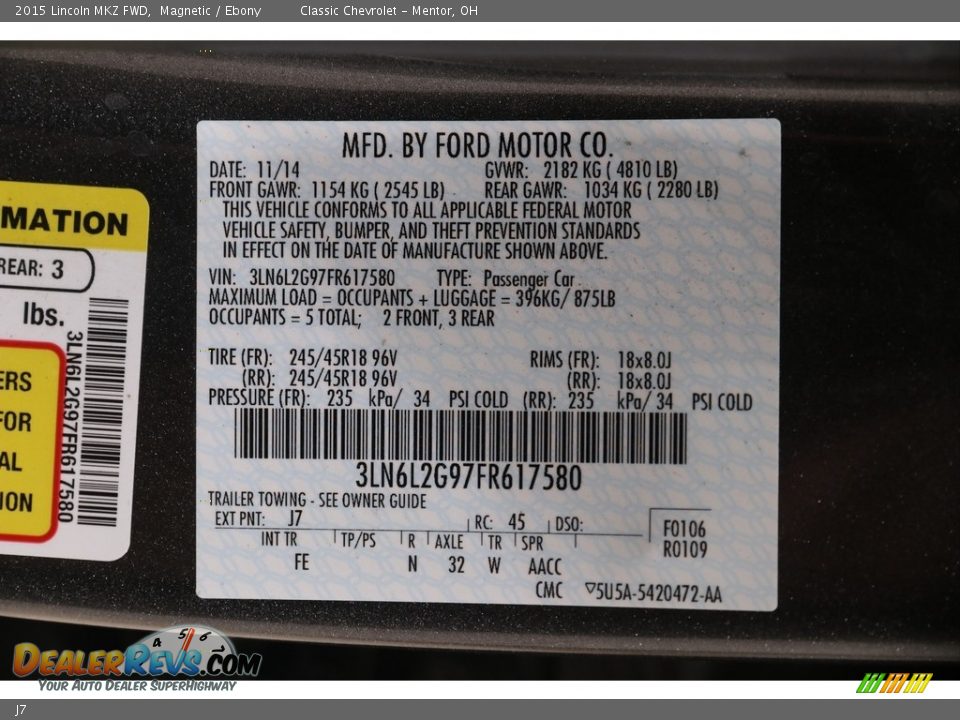 2015 Lincoln MKZ FWD, Magnetic / Ebony Classic Chevrolet - Mentor, OH
MFD. BY FORD MOTOR CO.
DATE: 11/14 GVWR: 2182 KG ( 4810 LB)
FRONT GAWR: 1154 KG ( 2545 LB) REAR GAWR: 1034 KG ( 2280 LB)
THIS VEHICLE CONFORMS TO ALL APPLICABLE FEDERAL MOTOR
VEHICLE SAFETY, BUMPER, AND THEFT PREVENTION STANDARDS
IN EFFECT ON THE DATE OF MANUFACTURE SHOWN ABOVE.
VIN: 3LN6L2G97FR617580 TYPE: Passenger Car
MAXIMUM LOAD = OCCUPANTS + LUGGAGE = 396KG/ 875LB
OCCUPANTS = 5 TOTAL; 2 FRONT, 3 REAR
TIRE (FR): 245/45R18 96V RIMS (FR): 18x8.0J
(RR): 245/45R18 96V (RR): 18x8.0J
PRESSURE (FR): 235 kPa/ 34 PSI COLD (RR): 235 kPa/ 34 PSI COLD
3LN6L2G97FR617580
TRAILER TOWING - SEE OWNER GUIDE
EXT PNT: J7 RC: 45 DSO:
F0106
R0109
INT TR TP/PS R AXLE TR SPR
FE N 32 W AACC
CMC ▽5U5A-5420472-AA
MATION
REAR: 3
lbs.
3LN6L2G97FR617580
ERS
FOR
AL
ION
4 5 6
DEALERREVS.COM
YOUR AUTO DEALER SUPERHIGHWAY
J7